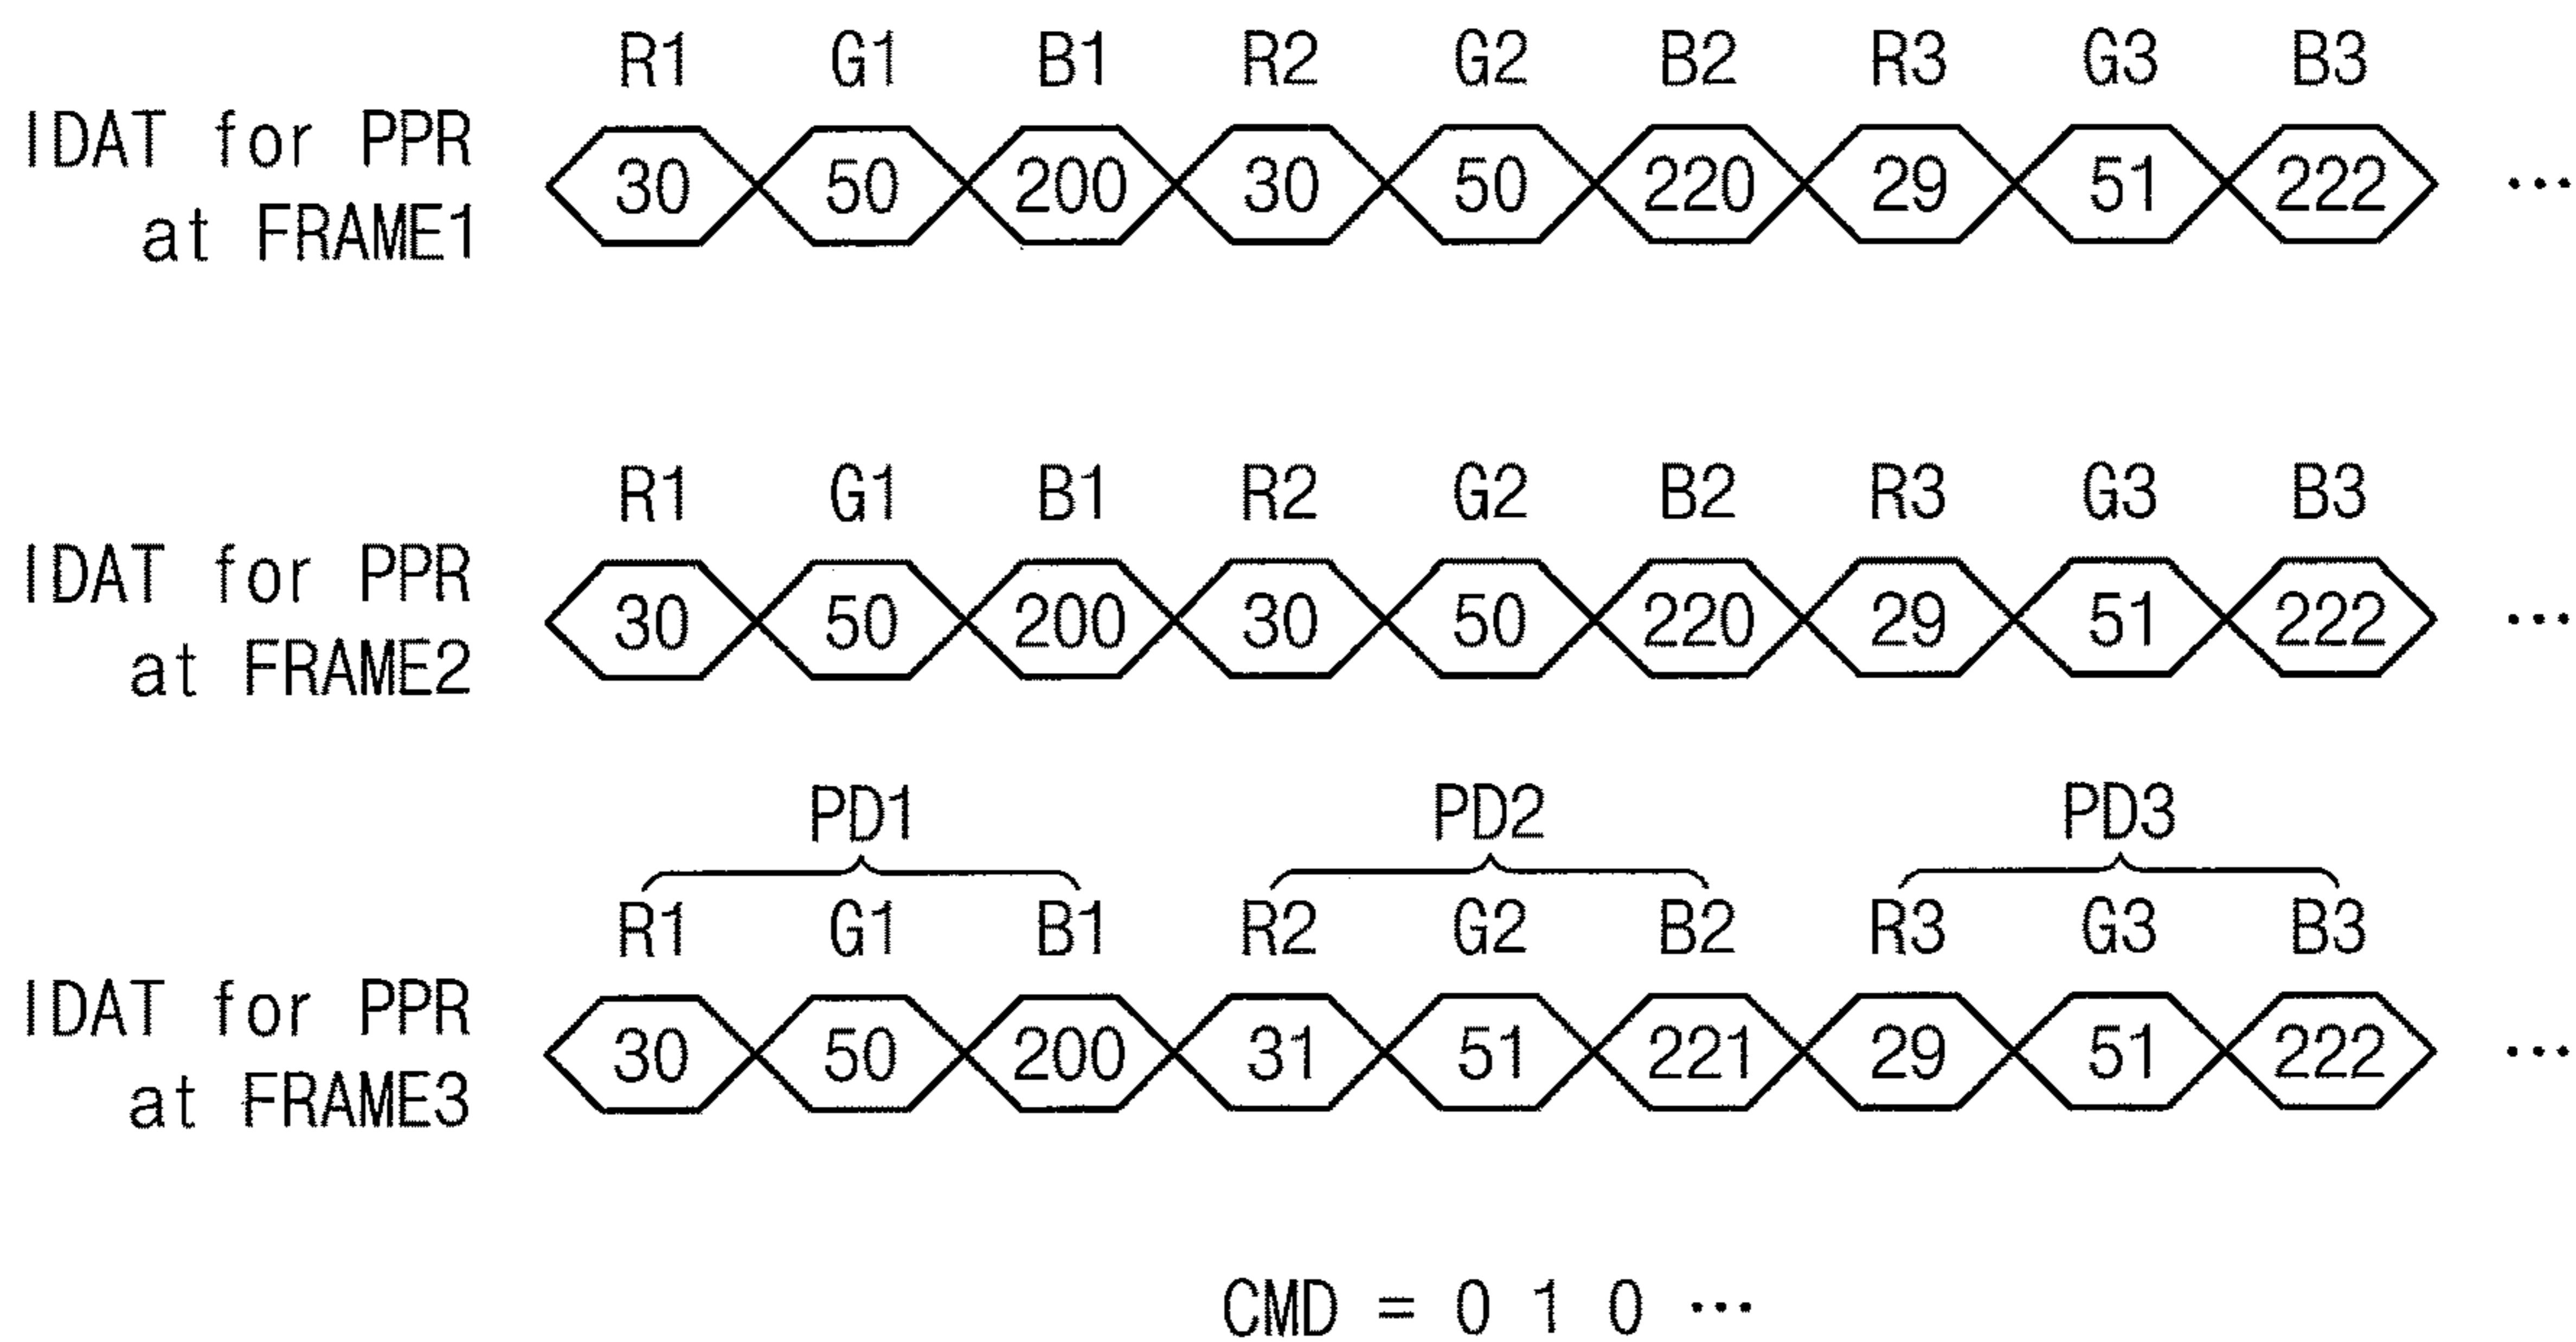 R1 G1 B1 R2 G2 B2 R3 G3 B3
IDAT for PPR
at FRAME1
30 50 200 30 50 220 29 51 222 ...
R1 G1 B1 R2 G2 B2 R3 G3 B3
IDAT for PPR
at FRAME2
30 50 200 30 50 220 29 51 222 ...
PD1 PD2 PD3
R1 G1 B1 R2 G2 B2 R3 G3 B3
IDAT for PPR
at FRAME3
30 50 200 31 51 221 29 51 222 ...
CMD = 0 1 0 ...